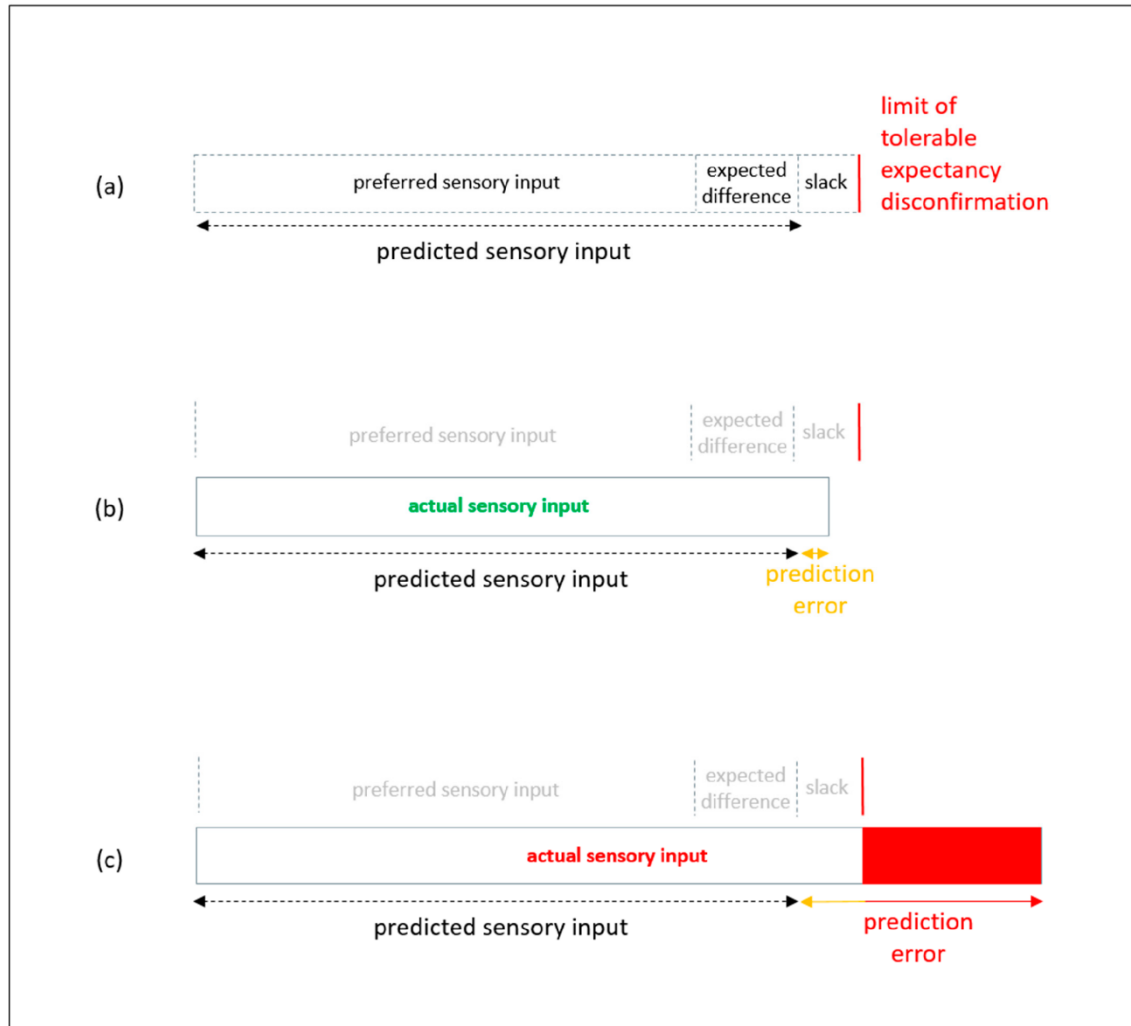 limit of
tolerable
expectancy
disconfirmation
(a)
preferred sensory input
expected
difference
slack
predicted sensory input
preferred sensory input
expected
difference
slack
(b)
actual sensory input
predicted sensory input
prediction
error
preferred sensory input
expected
difference
slack
(c)
actual sensory input
predicted sensory input
prediction
error